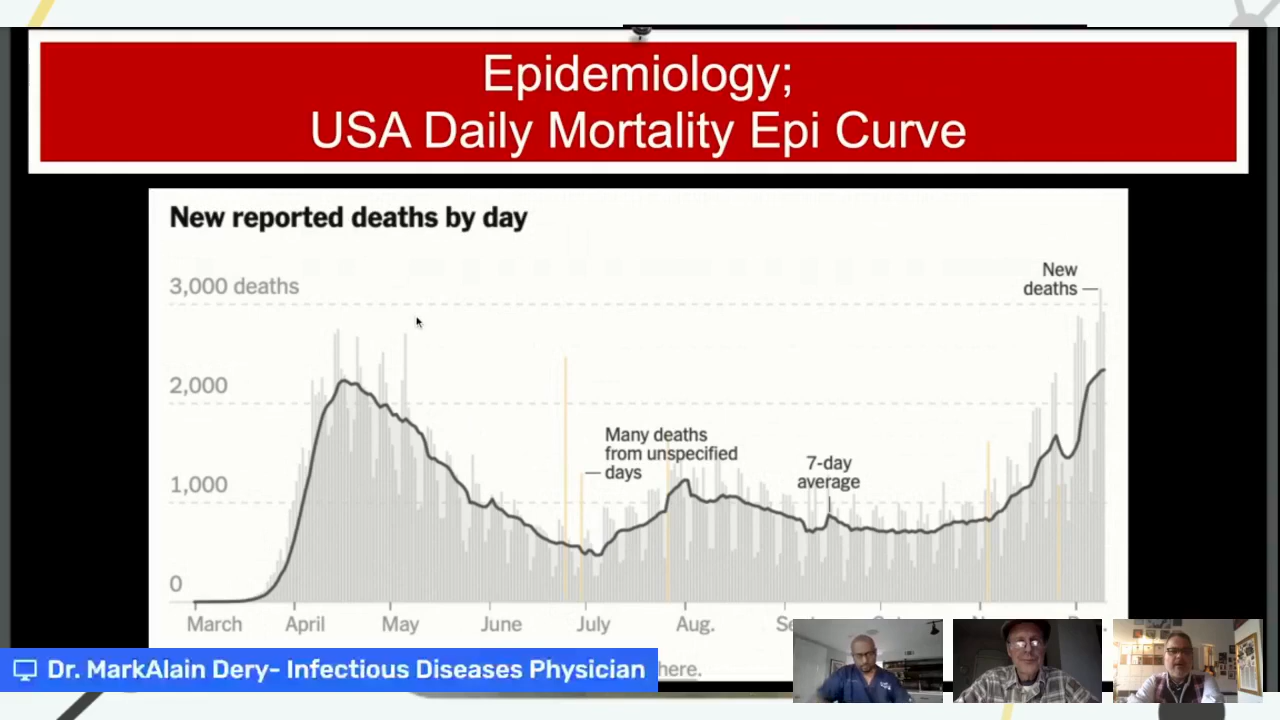 Epidemiology;
USA Daily Mortality Epi Curve
New reported deaths by day
3,000 deaths
New
deaths
2,000
Many deaths
from unspecified
days
7-day
average
1,000
0
March April May June July Aug.
here.
Dr. MarkAlain Dery- Infectious Diseases Physician